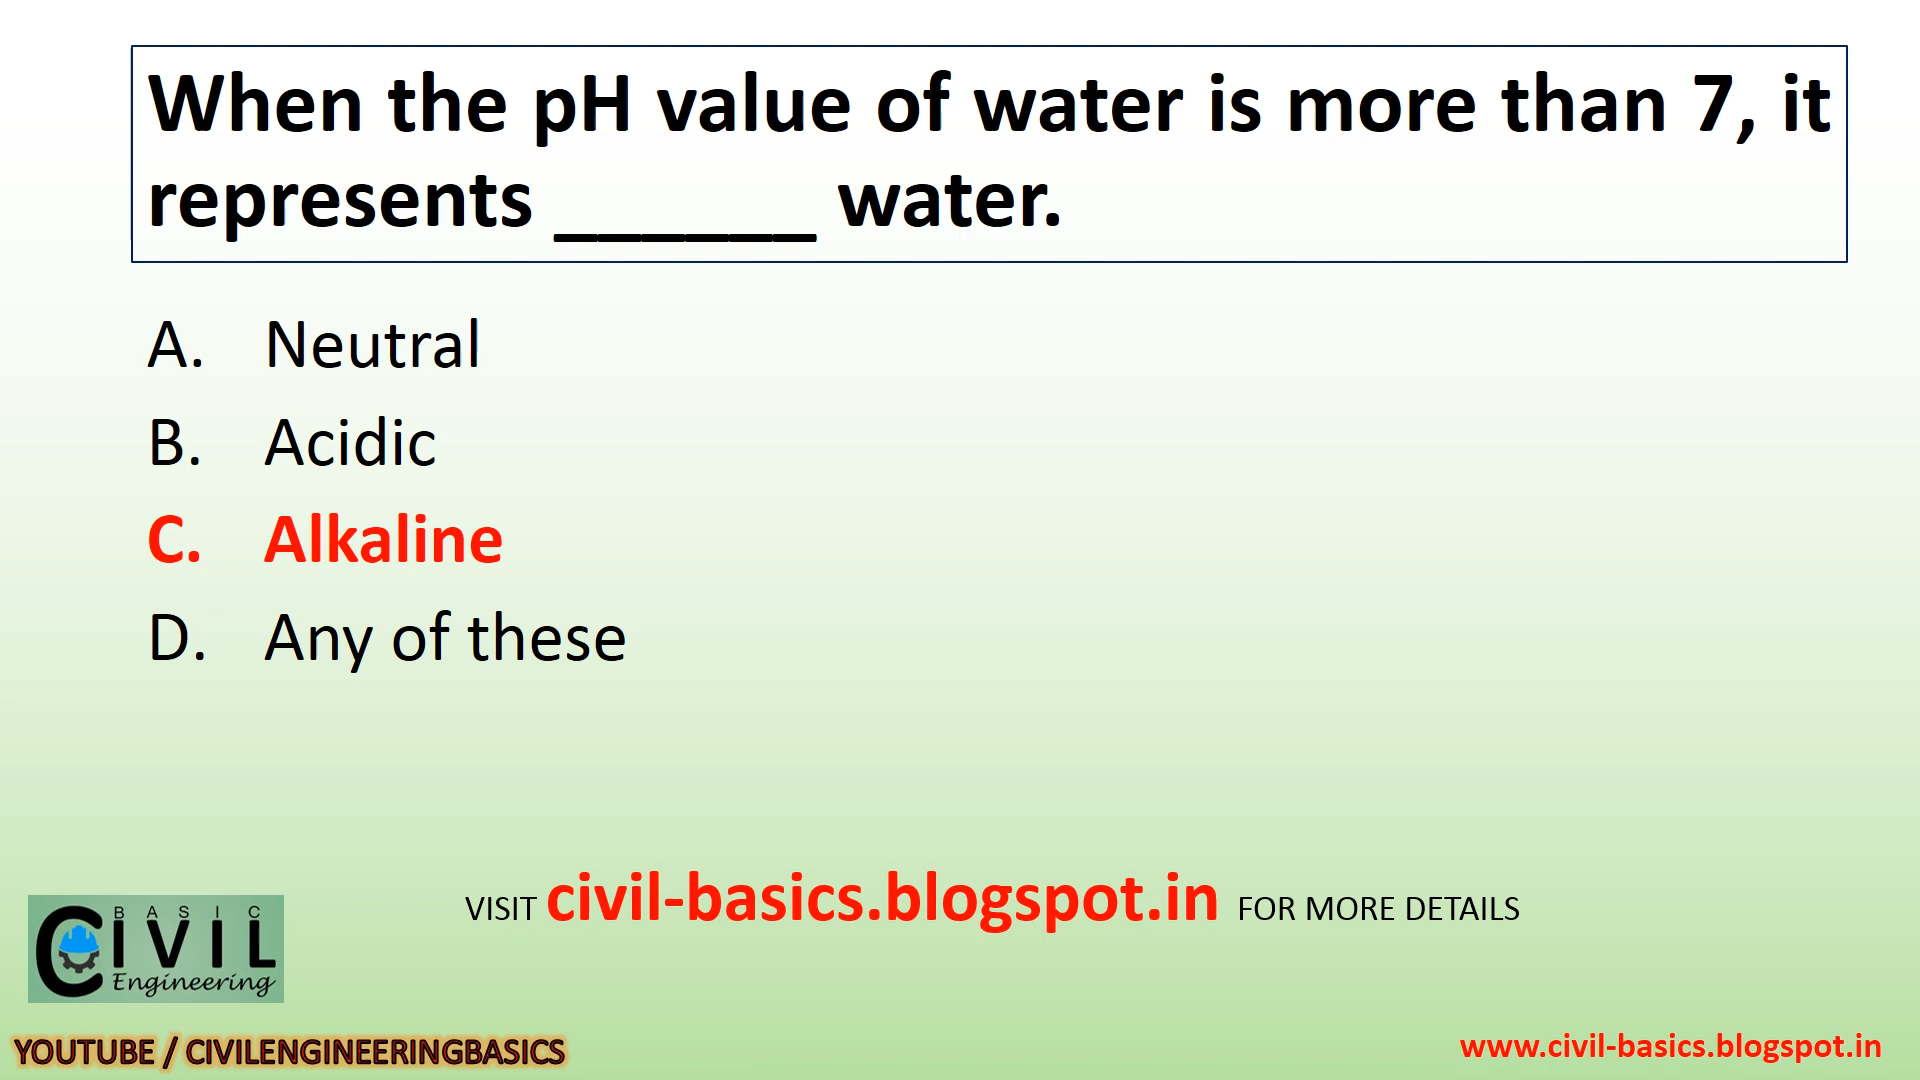 When the pH value of water is more than 7, it
represents ______ water.
A. Neutral
B. Acidic
C. Alkaline
D. Any of these
VISIT civil-basics.blogspot.in FOR MORE DETAILS
BASIC
CIVIL
Engineering
YOUTUBE / CIVILENGINEERINGBASICS
www.civil-basics.blogspot.in